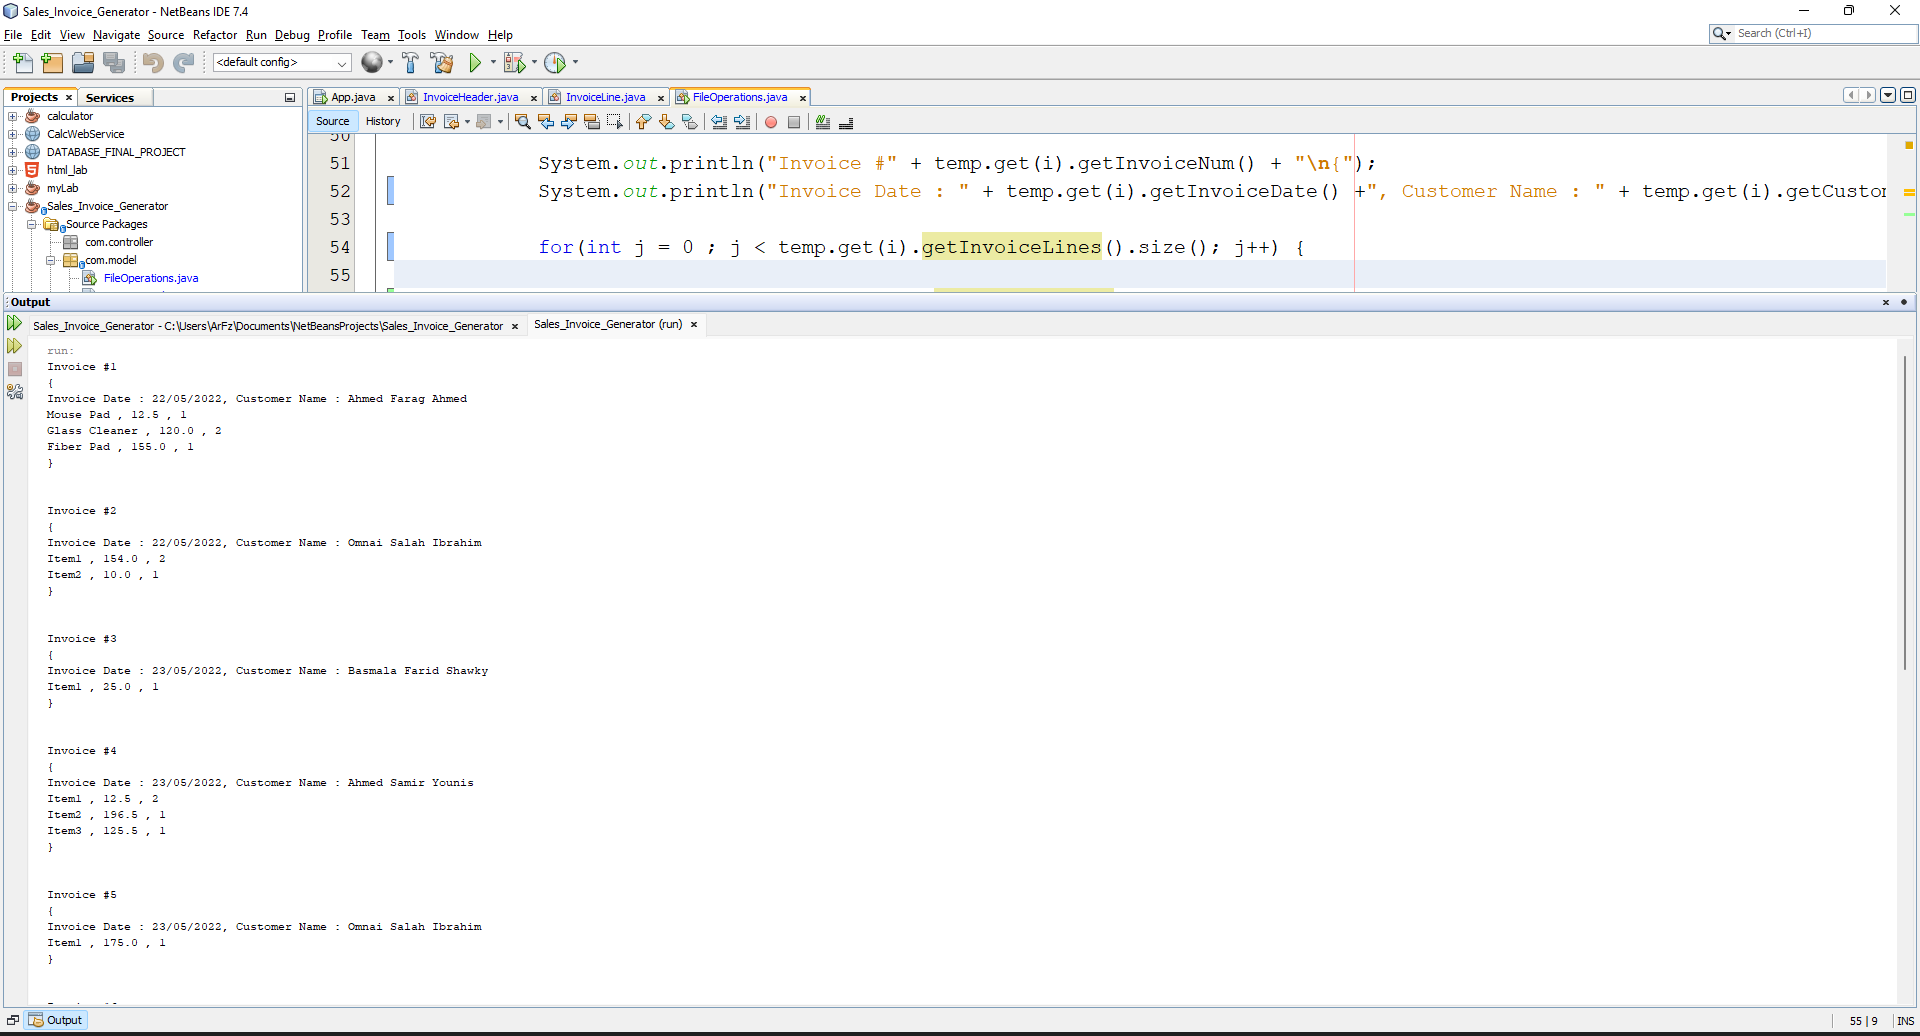 Sales_Invoice_Generator - NetBeans IDE 7.4
File Edit View Navigate Source Refactor Run Debug Profile Team Tools Window Help
Search (Ctrl+I)
<default config>
Projects Services
App.java InvoiceHeader.java InvoiceLine.java FileOperations.java
Source History
calculator
CalcWebService
DATABASE_FINAL_PROJECT
html_lab
myLab
Sales_Invoice_Generator
Source Packages
com.controller
com.model
FileOperations.java
50
51 System.out.println("Invoice #" + temp.get(i).getInvoiceNum() + "\n{");
52 System.out.println("Invoice Date : " + temp.get(i).getInvoiceDate() +", Customer Name : " + temp.get(i).getCustom
53
54 for(int j = 0 ; j < temp.get(i).getInvoiceLines().size(); j++) {
55
Output
Sales_Invoice_Generator - C:\Users\ArFz\Documents\NetBeansProjects\Sales_Invoice_Generator Sales_Invoice_Generator (run)
run:
Invoice #1
{
Invoice Date : 22/05/2022, Customer Name : Ahmed Farag Ahmed
Mouse Pad , 12.5 , 1
Glass Cleaner , 120.0 , 2
Fiber Pad , 155.0 , 1
}
Invoice #2
{
Invoice Date : 22/05/2022, Customer Name : Omnai Salah Ibrahim
Item1 , 154.0 , 2
Item2 , 10.0 , 1
}
Invoice #3
{
Invoice Date : 23/05/2022, Customer Name : Basmala Farid Shawky
Item1 , 25.0 , 1
}
Invoice #4
{
Invoice Date : 23/05/2022, Customer Name : Ahmed Samir Younis
Item1 , 12.5 , 2
Item2 , 196.5 , 1
Item3 , 125.5 , 1
}
Invoice #5
{
Invoice Date : 23/05/2022, Customer Name : Omnai Salah Ibrahim
Item1 , 175.0 , 1
}
Output
55 | 9 INS